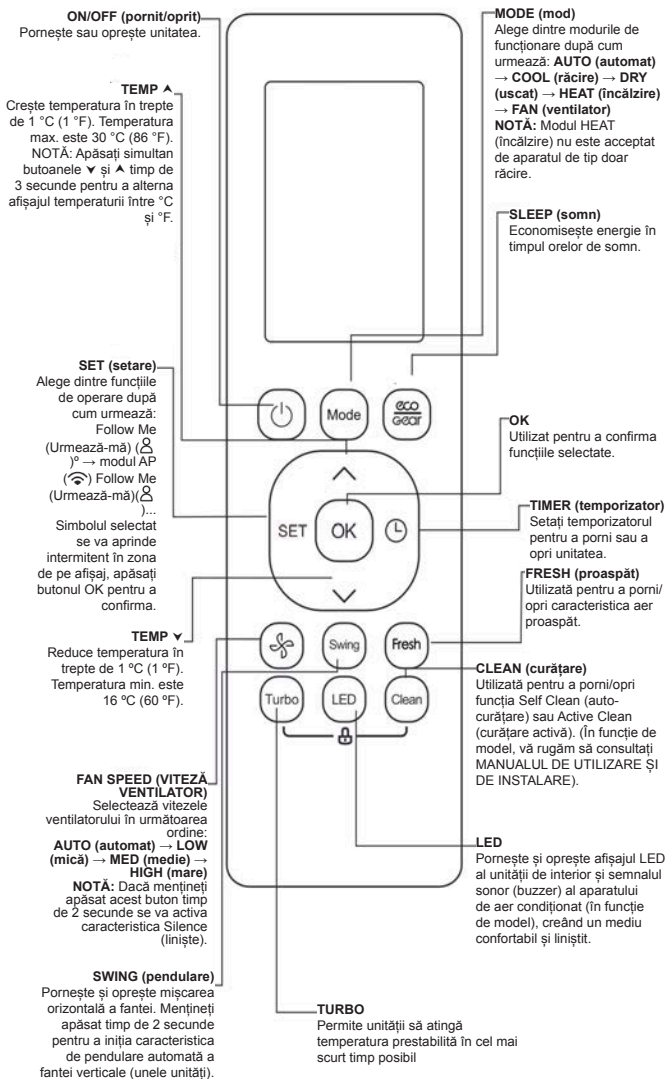 ON/OFF (pornit/oprit)
Pornește sau oprește unitatea.
TEMP
Crește temperatura în trepte
de 1 °C (1 °F). Temperatura
max. este 30 °C (86 °F).
NOTĂ: Apăsați simultan
butoanele ⌄ și ⌃ timp de
3 secunde pentru a alterna
afișajul temperaturii între °C
și °F.
SET (setare)
Alege dintre funcțiile
de operare după
cum urmează:
Follow Me
(Urmează-mă) (
)º → modul AP
( ) Follow Me
(Urmează-mă)(
)...
Simbolul selectat
se va aprinde
intermitent în zona
de pe afișaj, apăsați
butonul OK pentru a
confirma.
TEMP
Reduce temperatura în
trepte de 1 ºC (1 ºF).
Temperatura min. este
16 ºC (60 ºF).
FAN SPEED (VITEZĂ
VENTILATOR)
Selectează vitezele
ventilatorului în următoarea
ordine:
AUTO (automat) → LOW
(mică) → MED (medie) →
HIGH (mare)
NOTĂ: Dacă mențineți
apăsat acest buton timp
de 2 secunde se va activa
caracteristica Silence
(liniște).
SWING (pendulare)
Pornește și oprește mișcarea
orizontală a fantei. Mențineți
apăsat timp de 2 secunde
pentru a iniția caracteristica
de pendulare automată a
fantei verticale (unele unități).
Mode
eco
GEAR
SET
OK
Swing
Fresh
Turbo
LED
Clean
MODE (mod)
Alege dintre modurile de
funcționare după cum
urmează: AUTO (automat)
→ COOL (răcire) → DRY
(uscat) → HEAT (încălzire)
→ FAN (ventilator)
NOTĂ: Modul HEAT
(încălzire) nu este acceptat
de aparatul de tip doar
răcire.
SLEEP (somn)
Economisește energie în
timpul orelor de somn.
OK
Utilizat pentru a confirma
funcțiile selectate.
TIMER (temporizator)
Setați temporizatorul
pentru a porni sau a
opri unitatea.
FRESH (proaspăt)
Utilizată pentru a porni/
opri caracteristica aer
proaspăt.
CLEAN (curățare)
Utilizată pentru a porni/opri
funcția Self Clean (auto-
curățare) sau Active Clean
(curățare activă). (În funcție de
model, vă rugăm să consultați
MANUALUL DE UTILIZARE ȘI
DE INSTALARE).
LED
Pornește și oprește afișajul LED
al unității de interior și semnalul
sonor (buzzer) al aparatului
de aer condiționat (în funcție
de model), creând un mediu
confortabil și liniștit.
TURBO
Permite unității să atingă
temperatura prestabilită în cel mai
scurt timp posibil